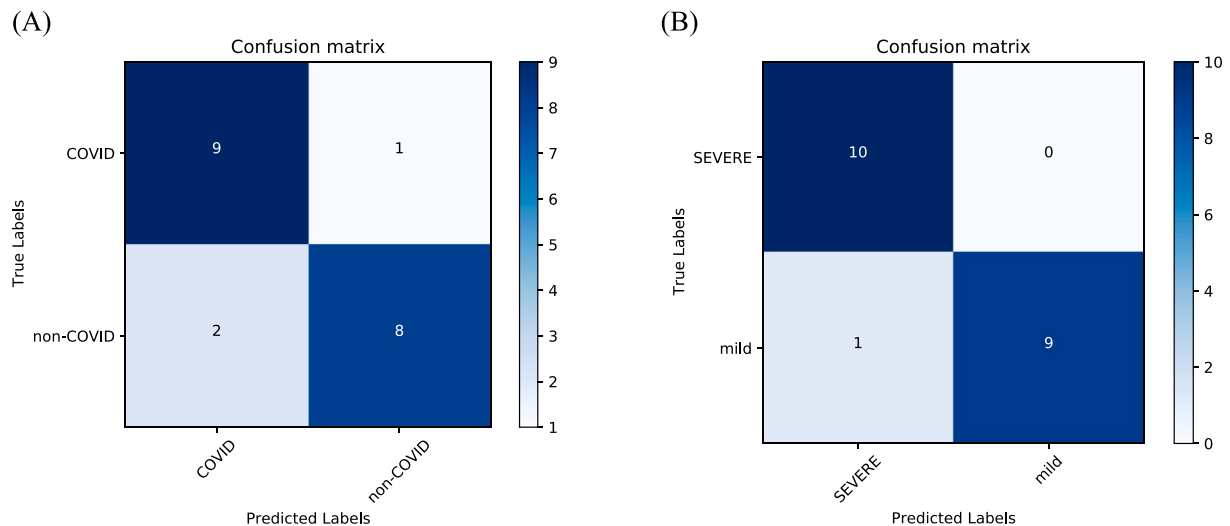 (A)
Confusion matrix
True Labels
COVID
non-COVID
9
1
2
8
COVID
non-COVID
Predicted Labels
9
8
7
6
5
4
3
2
1
(B)
Confusion matrix
True Labels
SEVERE
mild
10
0
1
9
SEVERE
mild
Predicted Labels
10
8
6
4
2
0